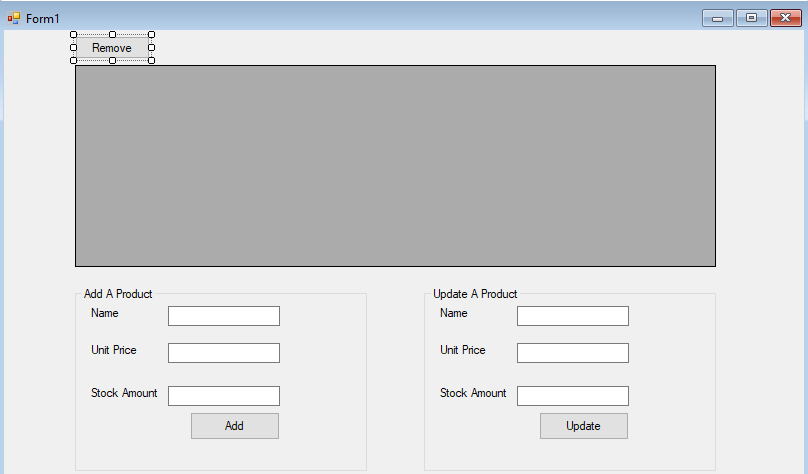 Form1
Remove
Add A Product
Name
Unit Price
Stock Amount
Add
Update A Product
Name
Unit Price
Stock Amount
Update